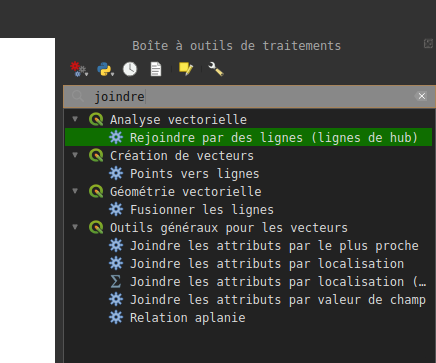 Boîte à outils de traitements
joindre
Analyse vectorielle
Rejoindre par des lignes (lignes de hub)
Création de vecteurs
Points vers lignes
Géométrie vectorielle
Fusionner les lignes
Outils généraux pour les vecteurs
Joindre les attributs par le plus proche
Joindre les attributs par localisation
Joindre les attributs par localisation (…
Joindre les attributs par valeur de champ
Relation aplanie